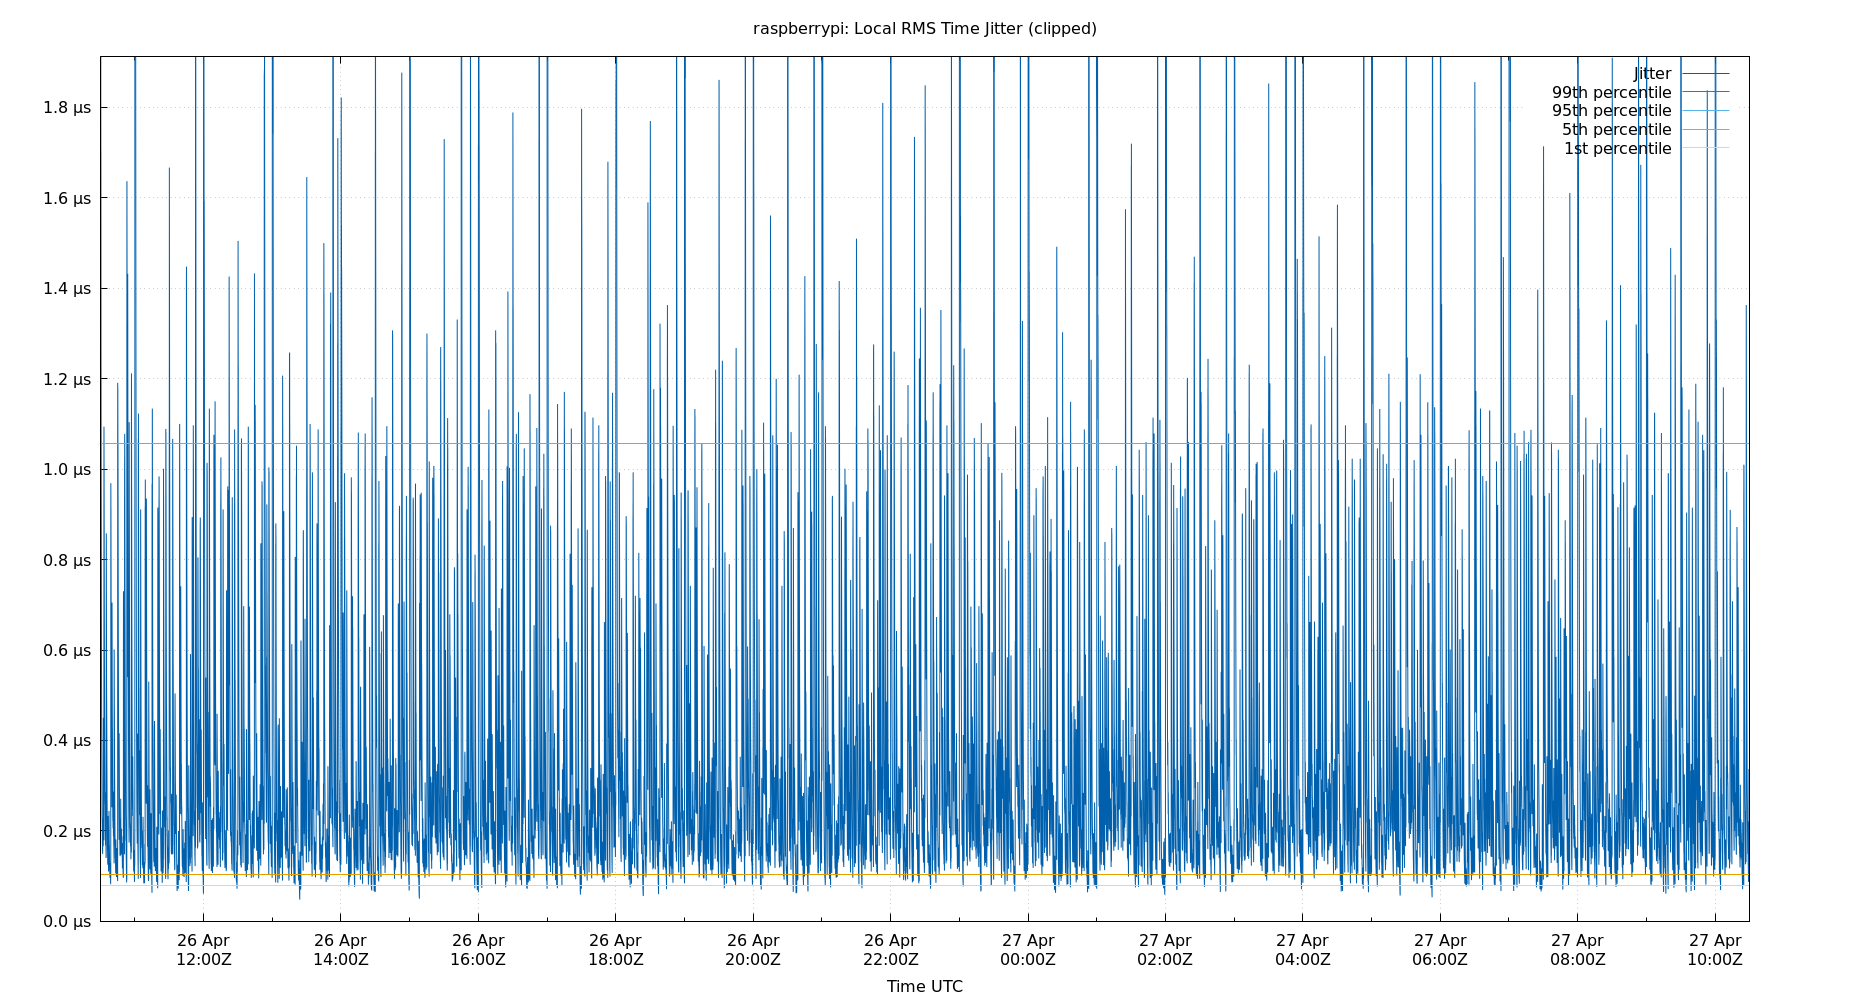 raspberrypi: Local RMS Time Jitter (clipped)
Jitter
99th percentile
95th percentile
5th percentile
1st percentile
1.8 µs
1.6 µs
1.4 µs
1.2 µs
1.0 µs
0.8 µs
0.6 µs
0.4 µs
0.2 µs
0.0 µs
26 Apr 26 Apr 26 Apr 26 Apr 26 Apr 26 Apr 27 Apr 27 Apr 27 Apr 27 Apr 27 Apr 27 Apr
12:00Z 14:00Z 16:00Z 18:00Z 20:00Z 22:00Z 00:00Z 02:00Z 04:00Z 06:00Z 08:00Z 10:00Z
Time UTC